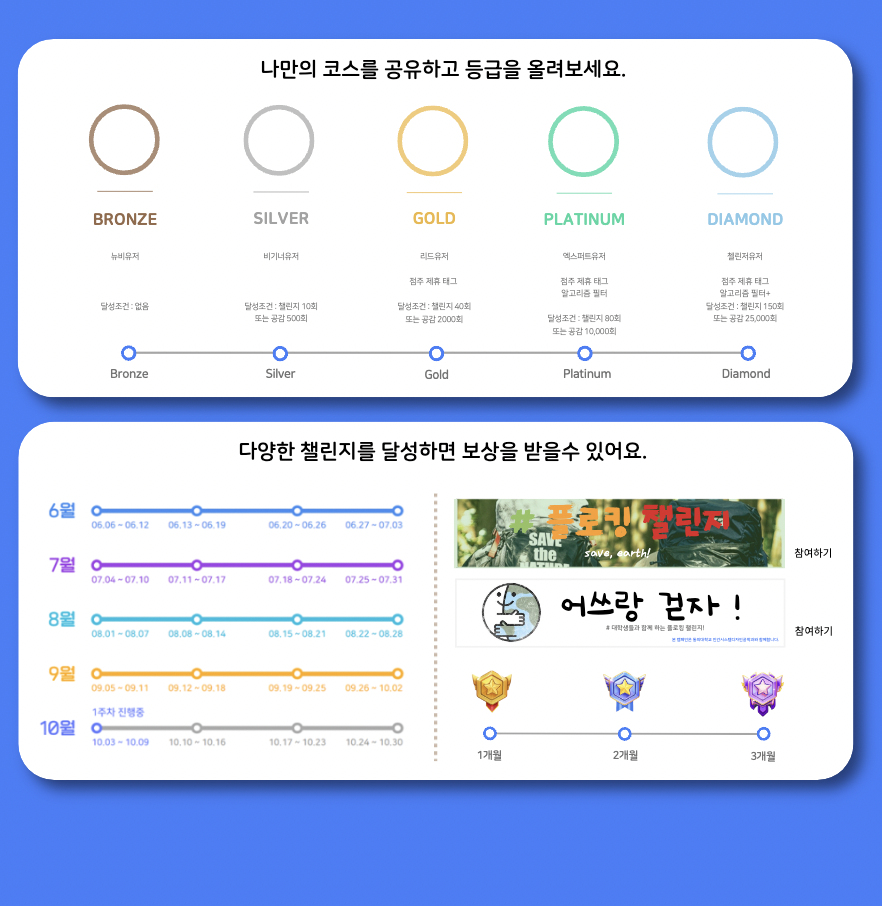 나만의 코스를 공유하고 등급을 올려보세요.
BRONZE
뉴비유저
달성조건 : 없음
SILVER
비기너유저
달성조건 : 챌린지 10회
또는 공감 500회
GOLD
리드유저
점주 제휴 태그
달성조건 : 챌린지 40회
또는 공감 2000회
PLATINUM
엑스퍼트유저
점주 제휴 태그
알고리즘 필터
달성조건 : 챌린지 80회
또는 공감 10,000회
DIAMOND
챌린저유저
점주 제휴 태그
알고리즘 필터+
달성조건 : 챌린지 150회
또는 공감 25,000회
Bronze
Silver
Gold
Platinum
Diamond
다양한 챌린지를 달성하면 보상을 받을수 있어요.
6월
06.06 ~ 06.12 06.13 ~ 06.19 06.20 ~ 06.26 06.27 ~ 07.03
7월
07.04 ~ 07.10 07.11 ~ 07.17 07.18 ~ 07.24 07.25 ~ 07.31
8월
08.01 ~ 08.07 08.08 ~ 08.14 08.15 ~ 08.21 08.22 ~ 08.28
9월
09.05 ~ 09.11 09.12 ~ 09.18 09.19 ~ 09.25 09.26 ~ 10.02
1주차 진행중
10월
10.03 ~ 10.09 10.10 ~ 10.16 10.17 ~ 10.23 10.24 ~ 10.30
# 플로킹 챌린지
SAVE
the
NATURE
save, earth!
참여하기
어쓰랑 걷자 !
# 대학생들과 함께 하는 플로킹 챌린지!
참여하기
1개월
2개월
3개월